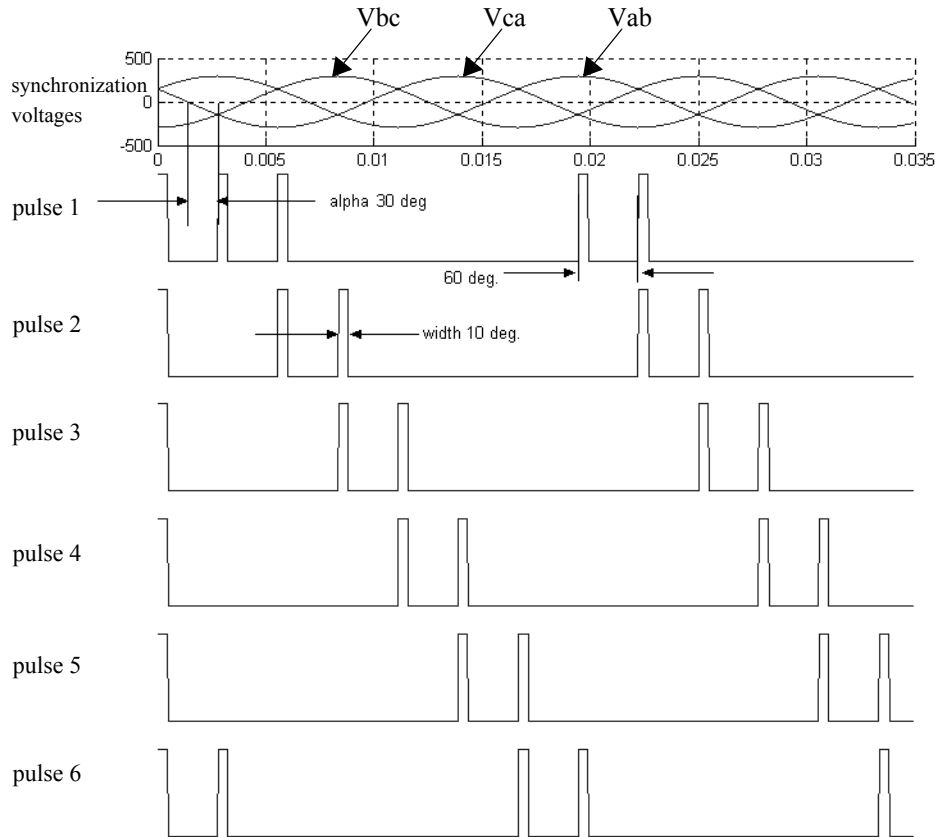 Vbc Vca Vab
500
synchronization
0
voltages
-500
0 0.005 0.01 0.015 0.02 0.025 0.03 0.035
pulse 1
alpha 30 deg
60 deg.
pulse 2
width 10 deg.
pulse 3
pulse 4
pulse 5
pulse 6